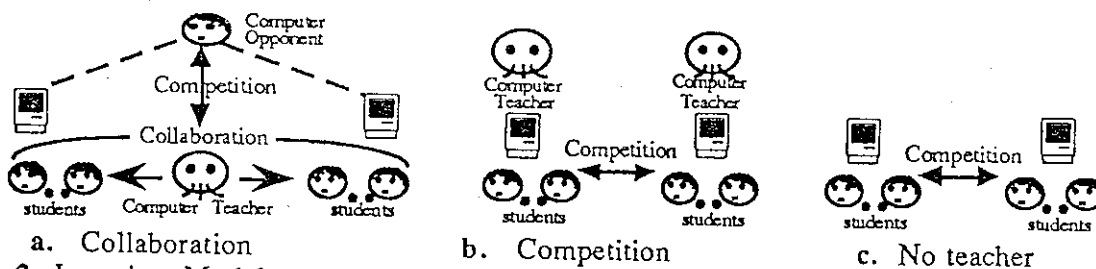 Computer
Opponent
Competition
Collaboration
students
Computer Teacher
students
a. Collaboration
Computer
Teacher
Computer
Teacher
Competition
students
students
b. Competition
Competition
students
students
c. No teacher